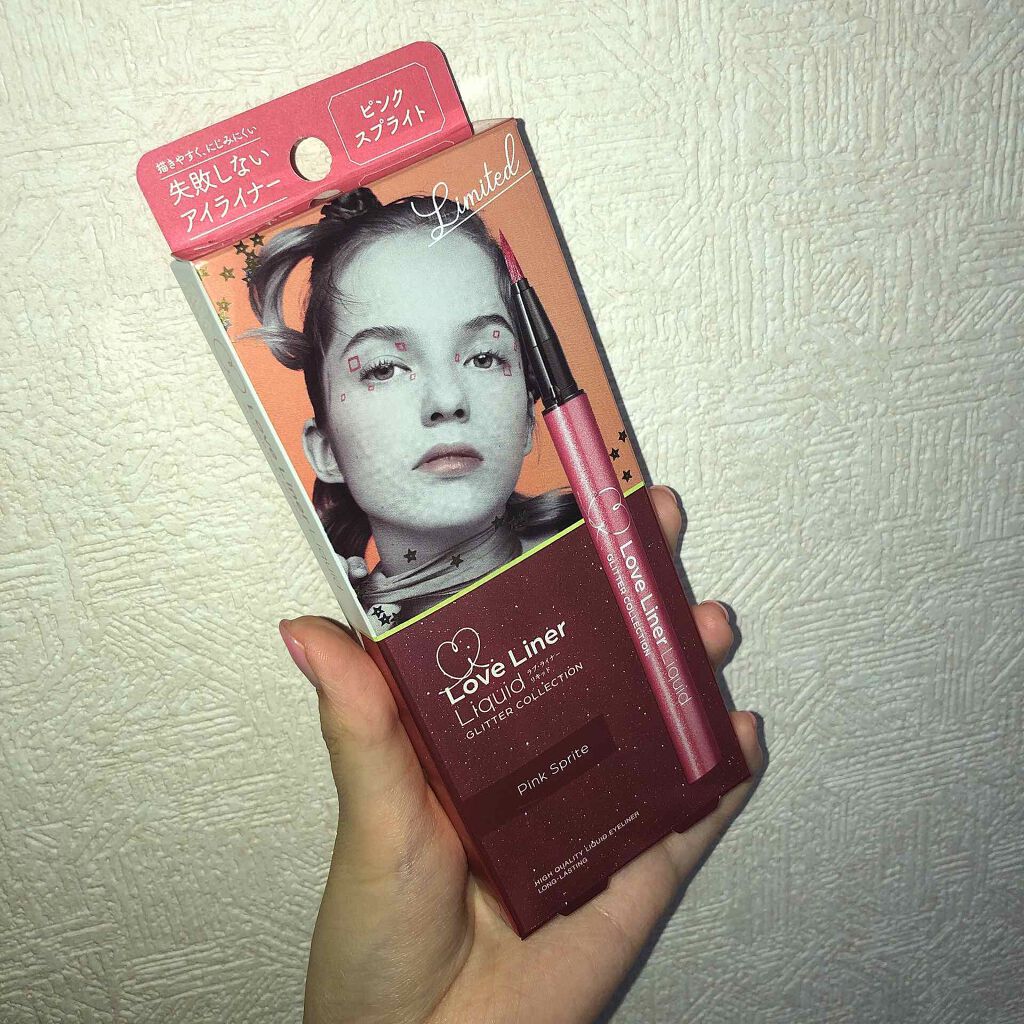 描きやすく、にじみにくい
失敗しない
アイライナー
ピンク
スプライト
Limited
Love Liner
Liquid
ラブ・ライナー
リキッド
GLITTER COLLECTION
Pink Sprite
HIGH QUALITY LIQUID EYELINER
LONG-LASTING
Love Liner Liquid
GLITTER COLLECTION